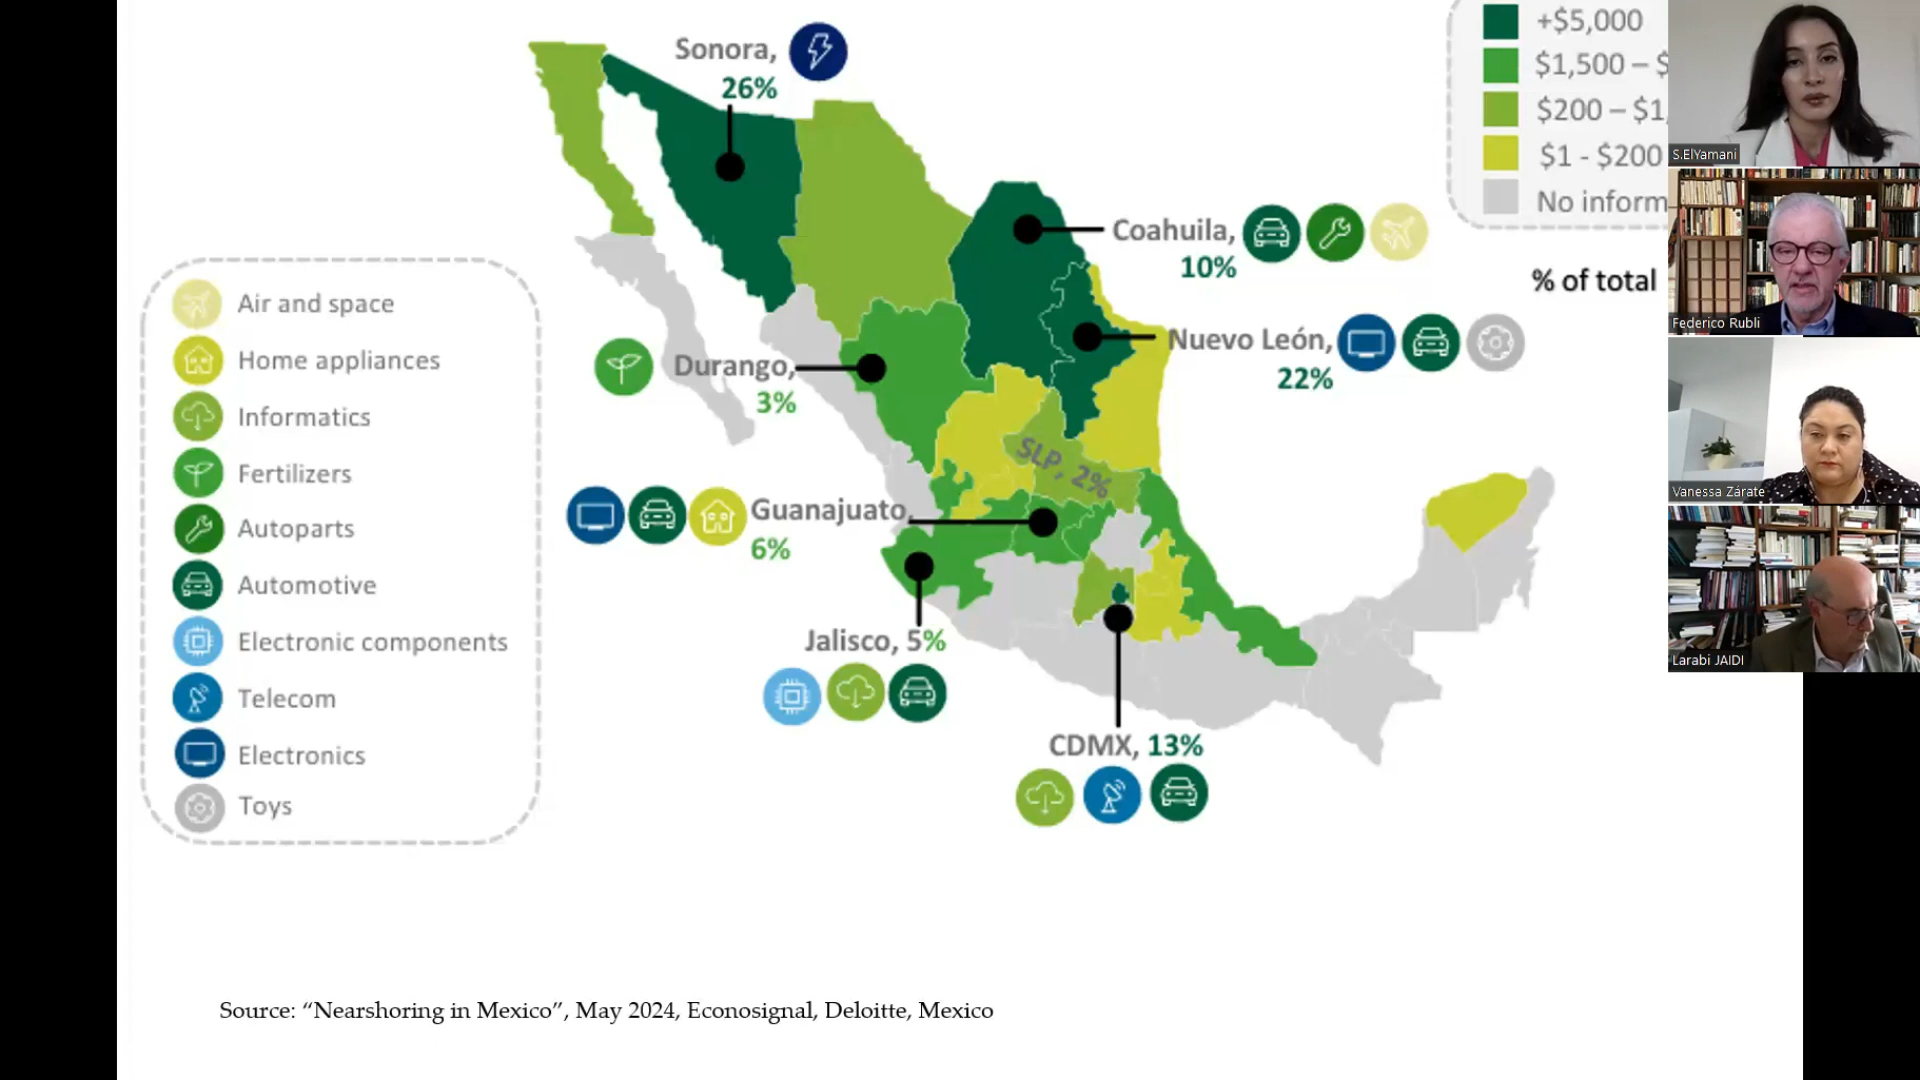 Sonora,
26%
+$5,000
$1,500 – $
$200 – $1,
$1 - $200
No inform
% of total
Coahuila,
10%
Nuevo León,
22%
Durango,
3%
SLP, 2%
Guanajuato,
6%
Jalisco, 5%
CDMX, 13%
Air and space
Home appliances
Informatics
Fertilizers
Autoparts
Automotive
Electronic components
Telecom
Electronics
Toys
Source: “Nearshoring in Mexico”, May 2024, Econosignal, Deloitte, Mexico
S.ElYamani
Federico Rubli
Vanessa Zárate
Larabi JAIDI